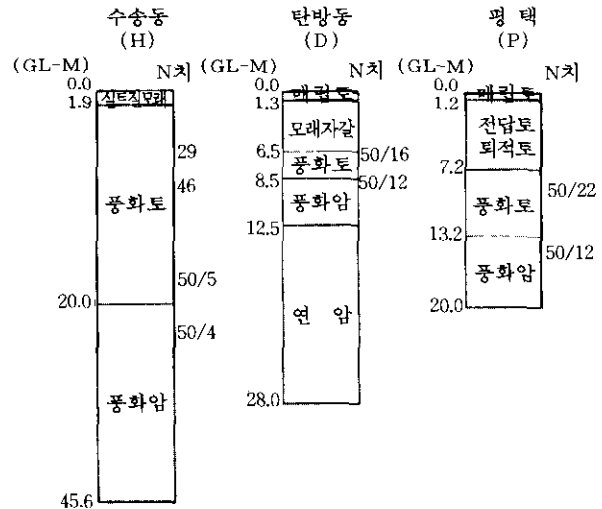 수송동
(H)
(GL-M) N치
0.0
실트질모래
1.9
29
46
풍화토
50/5
20.0
50/4
풍화암
45.6
탄방동
(D)
(GL-M) N치
0.0
매립토
1.3
모래자갈
6.5
50/16
풍화토
8.5
50/12
풍화암
12.5
연 암
28.0
평 택
(P)
(GL-M) N치
0.0
매립토
1.2
전답토
퇴적토
7.2
50/22
풍화토
13.2
50/12
풍화암
20.0